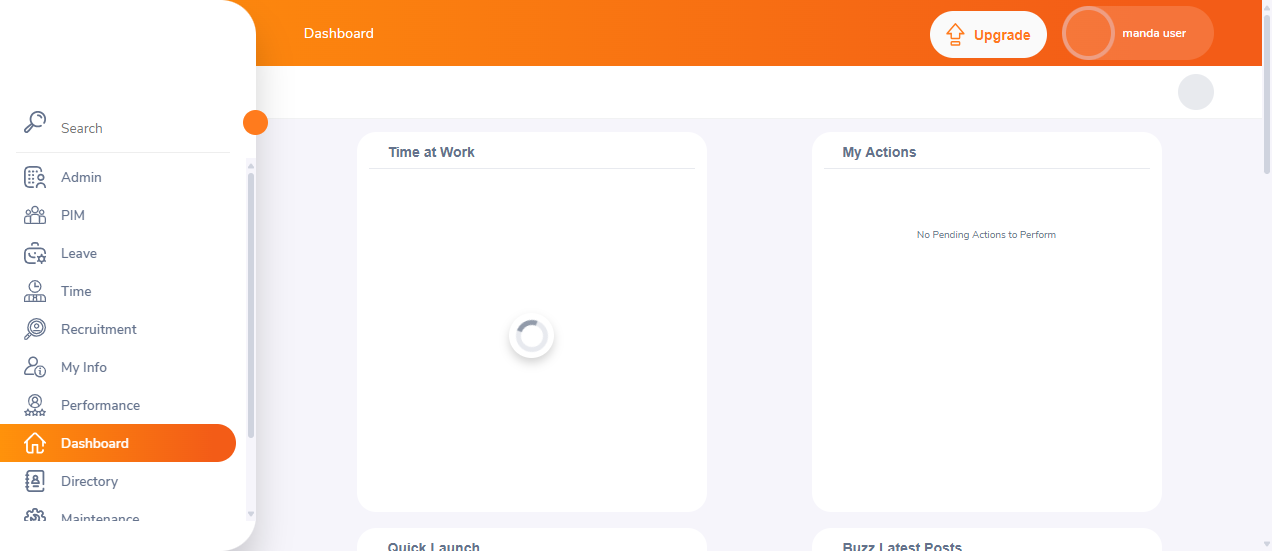 Dashboard
Upgrade
manda user
Search
Admin
PIM
Leave
Time
Recruitment
My Info
Performance
Dashboard
Directory
Maintenance
Time at Work
My Actions
No Pending Actions to Perform
Quick Launch
Buzz Latest Posts